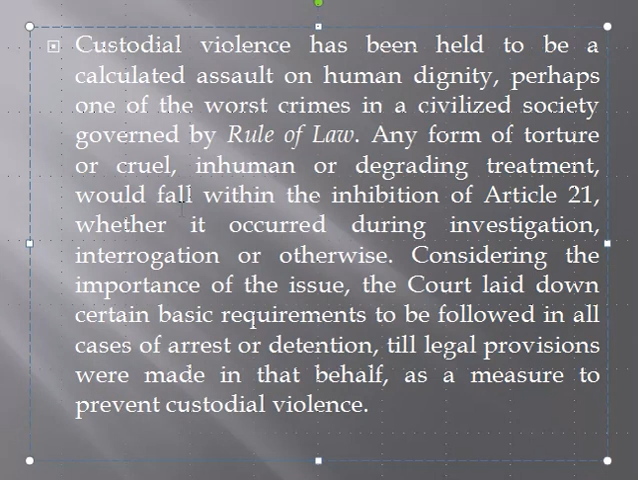 Custodial violence has been held to be a
calculated assault on human dignity, perhaps
one of the worst crimes in a civilized society
governed by Rule of Law. Any form of torture
or cruel, inhuman or degrading treatment,
would fall within the inhibition of Article 21,
whether it occurred during investigation,
interrogation or otherwise. Considering the
importance of the issue, the Court laid down
certain basic requirements to be followed in all
cases of arrest or detention, till legal provisions
were made in that behalf, as a measure to
prevent custodial violence.